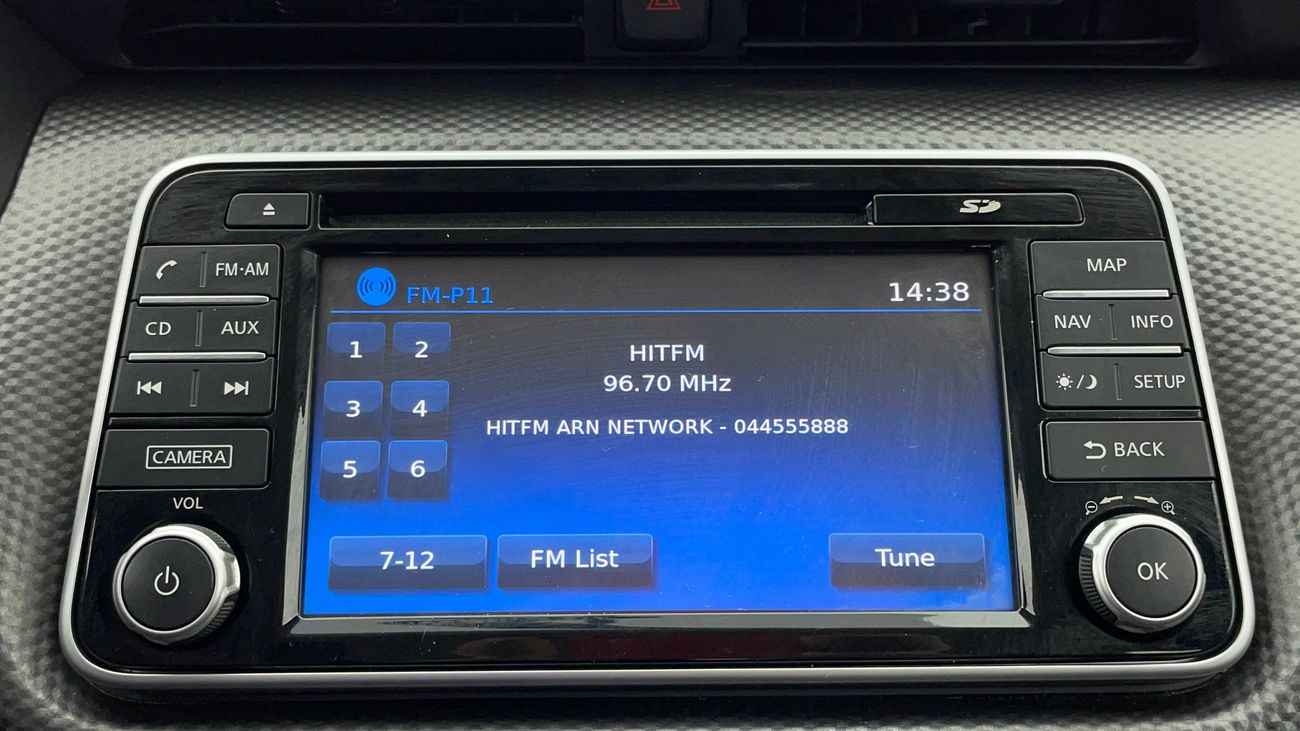 SD
FM·AM
MAP
FM-P11
14:38
CD
AUX
NAV
INFO
1
2
HITFM
96.70 MHz
SETUP
3
4
HITFM ARN NETWORK - 044555888
CAMERA
5
6
BACK
VOL
7-12
FM List
Tune
OK